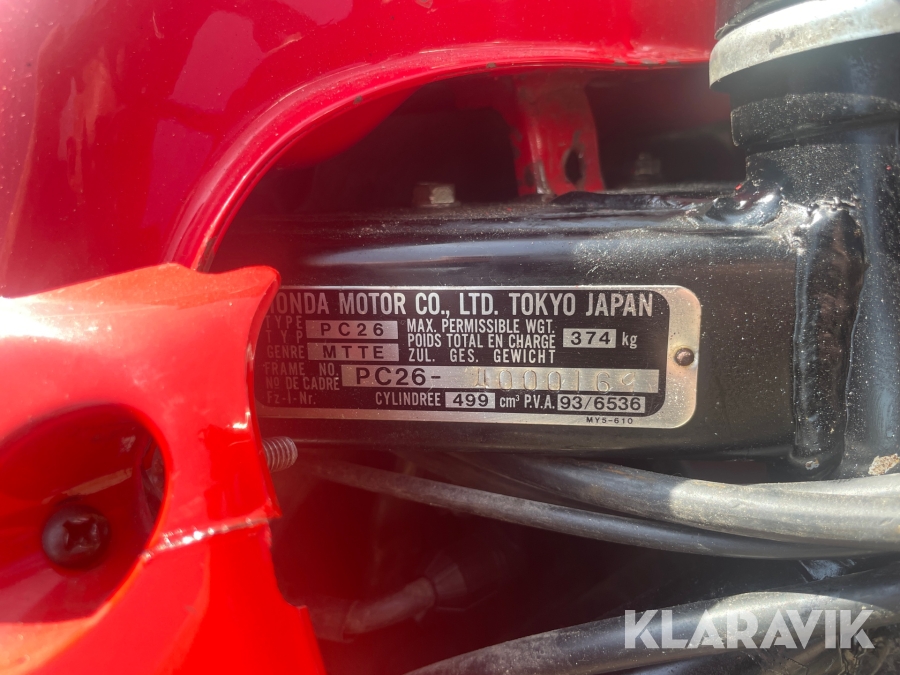 HONDA MOTOR CO., LTD. TOKYO JAPAN
TYPE
TYP
PC26
MAX. PERMISSIBLE WGT.
POIDS TOTAL EN CHARGE
ZUL. GES. GEWICHT
374 kg
GENRE MTTE
FRAME NO.
Nº DE CADRE
Fz-I-Nr.
PC26-
CYLINDRÉE 499 cm³ P.V.A. 93/6536
MY5-610
KLARAVIK